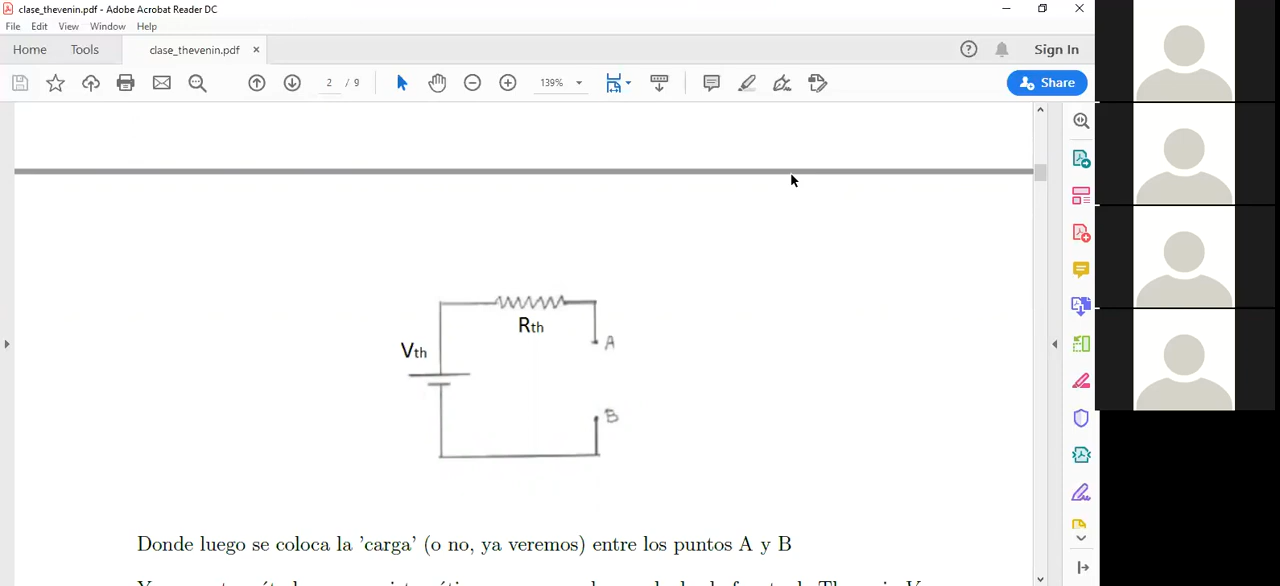 clase_thevenin.pdf - Adobe Acrobat Reader DC
File Edit View Window Help
Home Tools clase_thevenin.pdf × Sign In
2 / 9 139% Share
Rth
A
Vth
B
Donde luego se coloca la 'carga' (o no, ya veremos) entre los puntos A y B